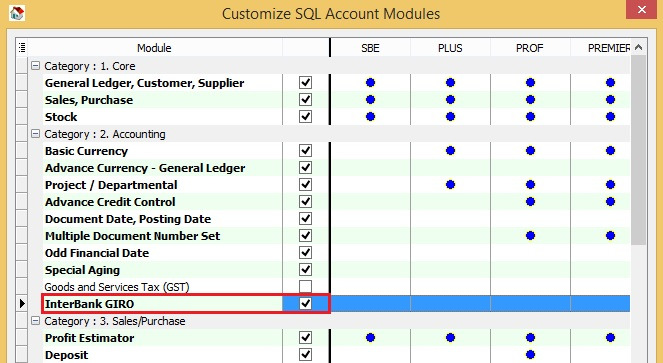 Customize SQL Account Modules
Module SBE PLUS PROF PREMIER
Category : 1. Core
General Ledger, Customer, Supplier
Sales, Purchase
Stock
Category : 2. Accounting
Basic Currency
Advance Currency - General Ledger
Project / Departmental
Advance Credit Control
Document Date, Posting Date
Multiple Document Number Set
Odd Financial Date
Special Aging
Goods and Services Tax (GST)
InterBank GIRO
Category : 3. Sales/Purchase
Profit Estimator
Deposit